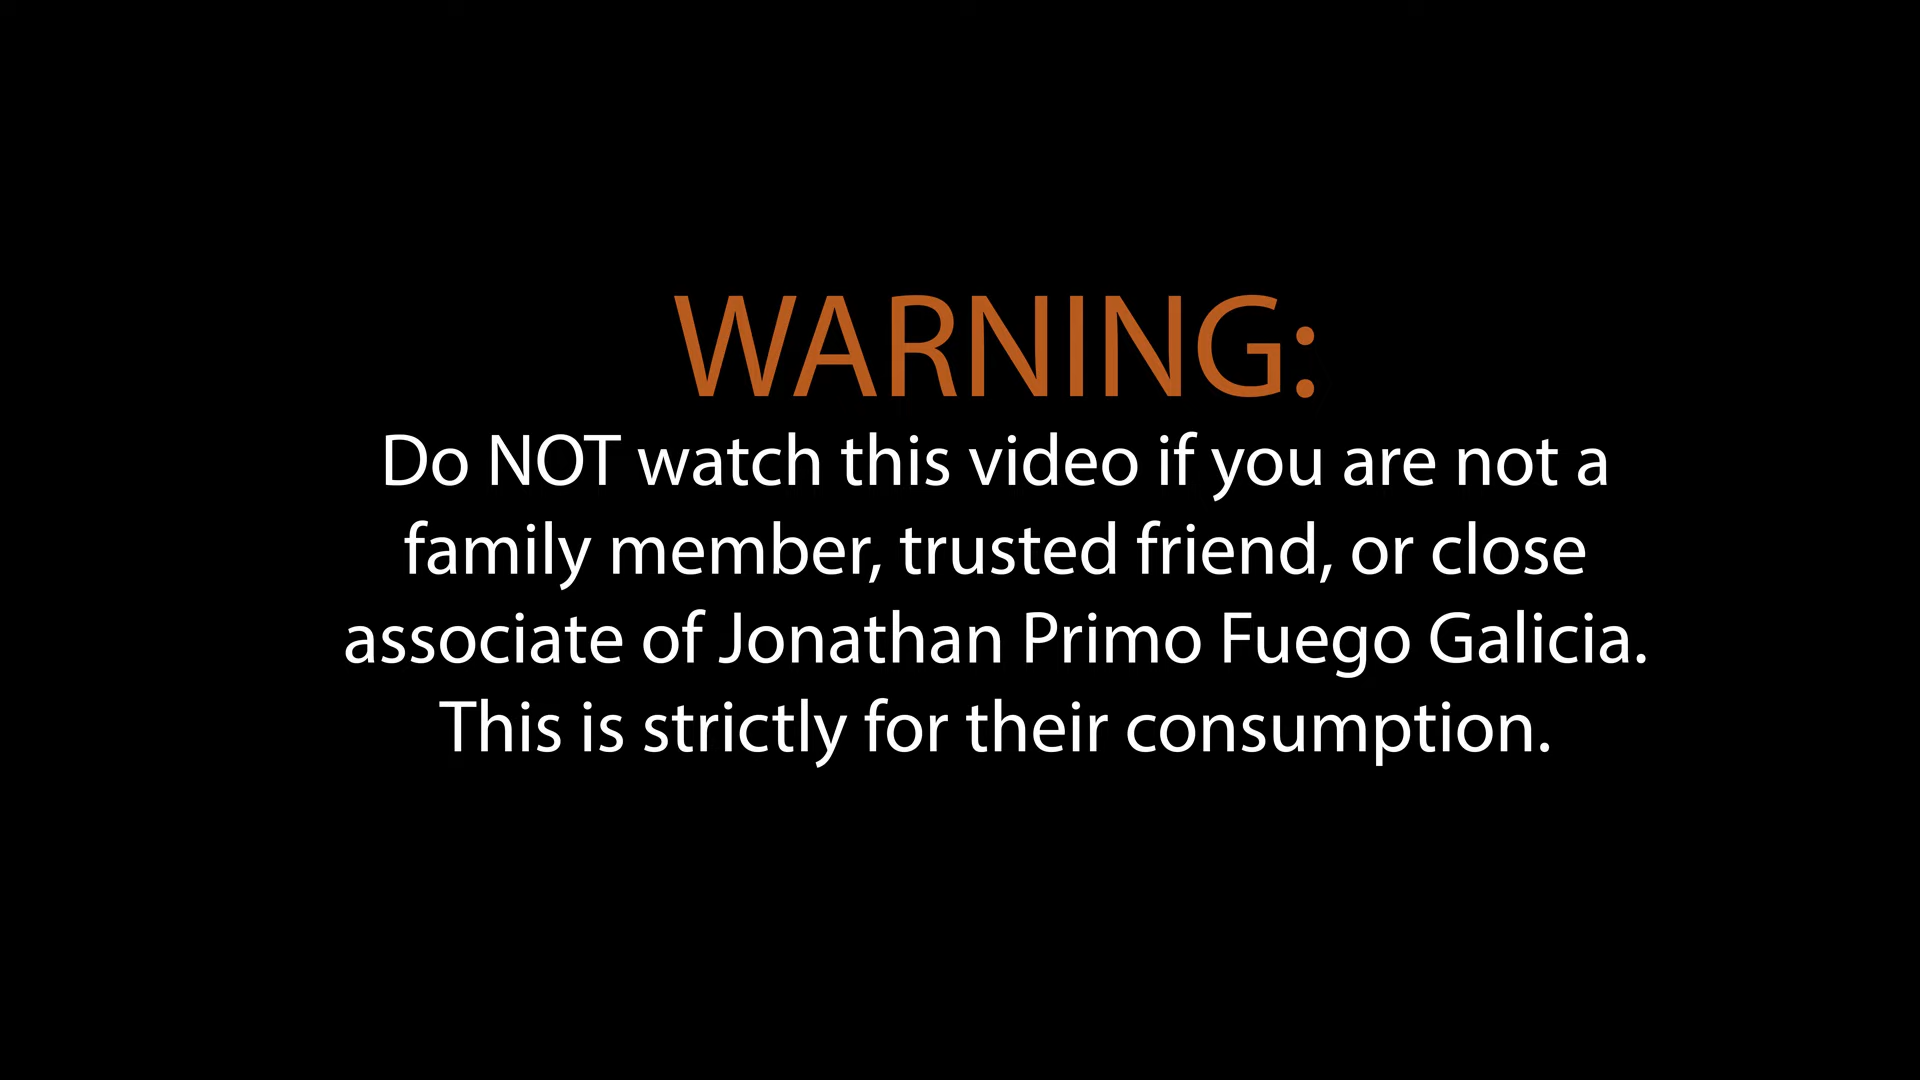 WARNING:
Do NOT watch this video if you are not a
family member, trusted friend, or close
associate of Jonathan Primo Fuego Galicia.
This is strictly for their consumption.